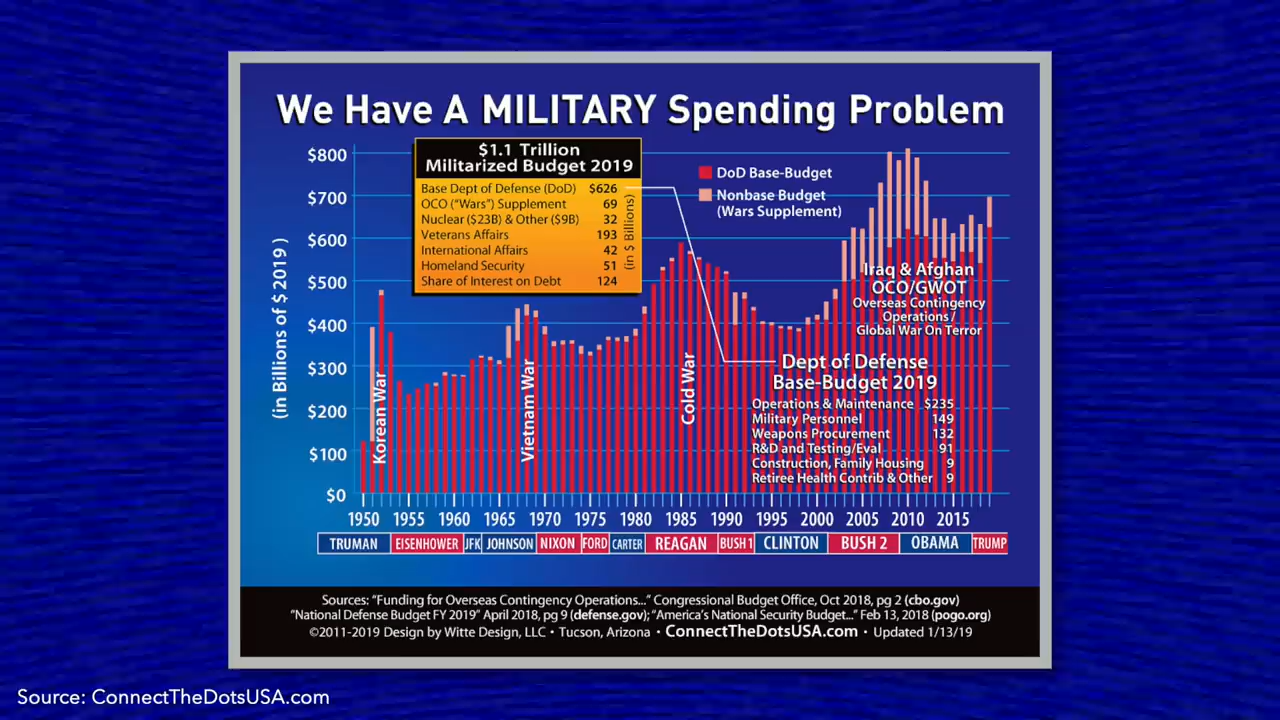 We Have A MILITARY Spending Problem
$1.1 Trillion
Militarized Budget 2019
Base Dept of Defense (DoD) $626
OCO ("Wars") Supplement 69
Nuclear ($23B) & Other ($9B) 32
Veterans Affairs 193
International Affairs 42
Homeland Security 51
Share of Interest on Debt 124
(in $ Billions)
DoD Base-Budget
Nonbase Budget
(Wars Supplement)
(in Billions of $ 2019 )
$800
$700
$600
$500
$400
$300
$200
$100
$0
Korean War
Vietnam War
Cold War
Iraq & Afghan
OCO/GWOT
Overseas Contingency
Operations /
Global War On Terror
Dept of Defense
Base-Budget 2019
Operations & Maintenance $235
Military Personnel 149
Weapons Procurement 132
R&D and Testing/Eval 91
Construction, Family Housing 9
Retiree Health Contrib & Other 9
1950 1955 1960 1965 1970 1975 1980 1985 1990 1995 2000 2005 2010 2015
TRUMAN EISENHOWER JFK JOHNSON NIXON FORD CARTER REAGAN BUSH 1 CLINTON BUSH 2 OBAMA TRUMP
Sources: "Funding for Overseas Contingency Operations..." Congressional Budget Office, Oct 2018, pg 2 (cbo.gov)
"National Defense Budget FY 2019" April 2018, pg 9 (defense.gov); "America's National Security Budget..." Feb 13, 2018 (pogo.org)
©2011-2019 Design by Witte Design, LLC • Tucson, Arizona • ConnectTheDotsUSA.com • Updated 1/13/19
Source: ConnectTheDotsUSA.com